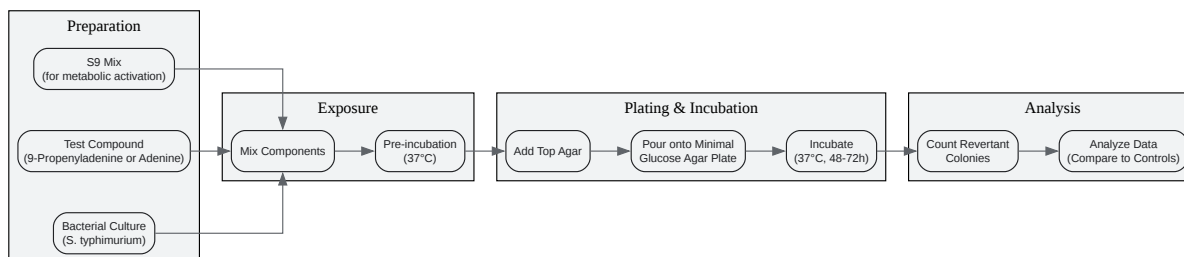 Preparation
S9 Mix
(for metabolic activation)
Test Compound
(9-Propenyladenine or Adenine)
Bacterial Culture
(S. typhimurium)
Exposure
Mix Components
Pre-incubation
(37°C)
Plating & Incubation
Add Top Agar
Pour onto Minimal
Glucose Agar Plate
Incubate
(37°C, 48-72h)
Analysis
Count Revertant
Colonies
Analyze Data
(Compare to Controls)